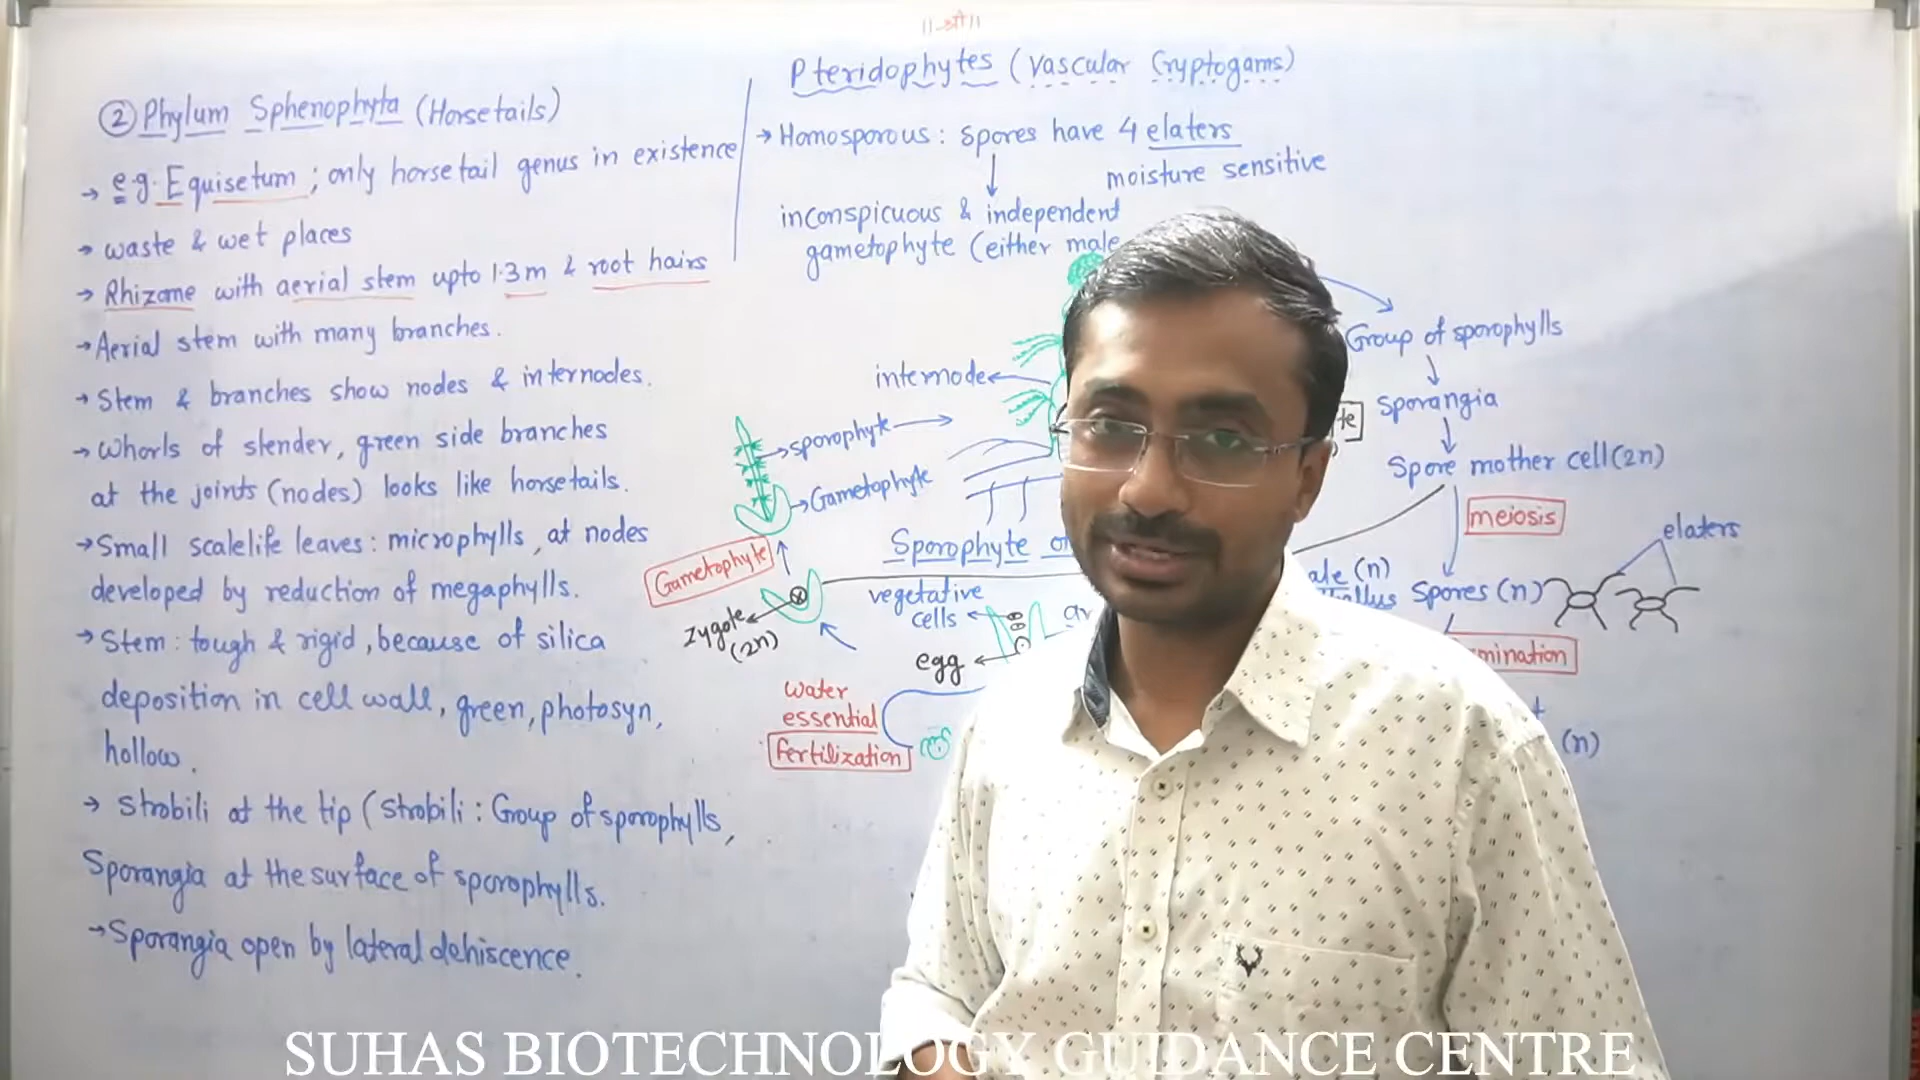 ||श्री||
Pteridophytes (Vascular Cryptogams)
② Phylum Sphenophyta (Horsetails)
→ e.g. Equisetum ; only horsetail genus in existence
→ waste & wet places
→ Rhizome with aerial stem upto 1.3 m & root hairs
→ Aerial stem with many branches.
→ Stem & branches show nodes & internodes.
→ Whorls of slender, green side branches
at the joints (nodes) looks like horsetails.
→ Small scalelife leaves : microphylls, at nodes
developed by reduction of megaphylls.
→ Stem : tough & rigid, because of silica
deposition in cell wall, green, photosyn,
hollow.
→ Strobili at the tip (Strobili : Group of sporophylls,
Sporangia at the surface of sporophylls.
→ Sporangia open by lateral dehiscence.
→ Homosporous : Spores have 4 elaters
moisture sensitive
inconspicuous & independent
gametophyte (either male
Group of sporophylls
internode
Sporangia
te
sporophyte
Spore mother cell (2n)
Gametophyte
meiosis
elaters
Sporophyte
Gametophyte
ale (n)
Spores (n)
vegetative
cells
zygote
(2n)
egg
mination
water
essential
fertilization
(n)
SUHAS BIOTECHNOLOGY GUIDANCE CENTRE